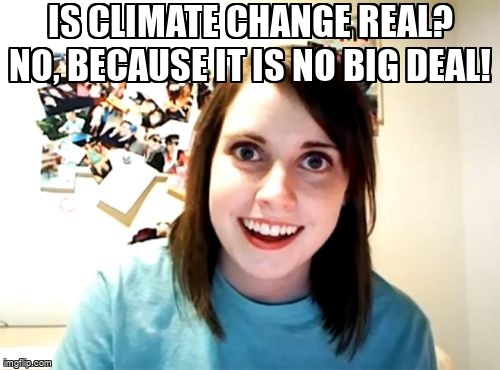 IS CLIMATE CHANGE REAL?
NO, BECAUSE IT IS NO BIG DEAL!
imgflip.com